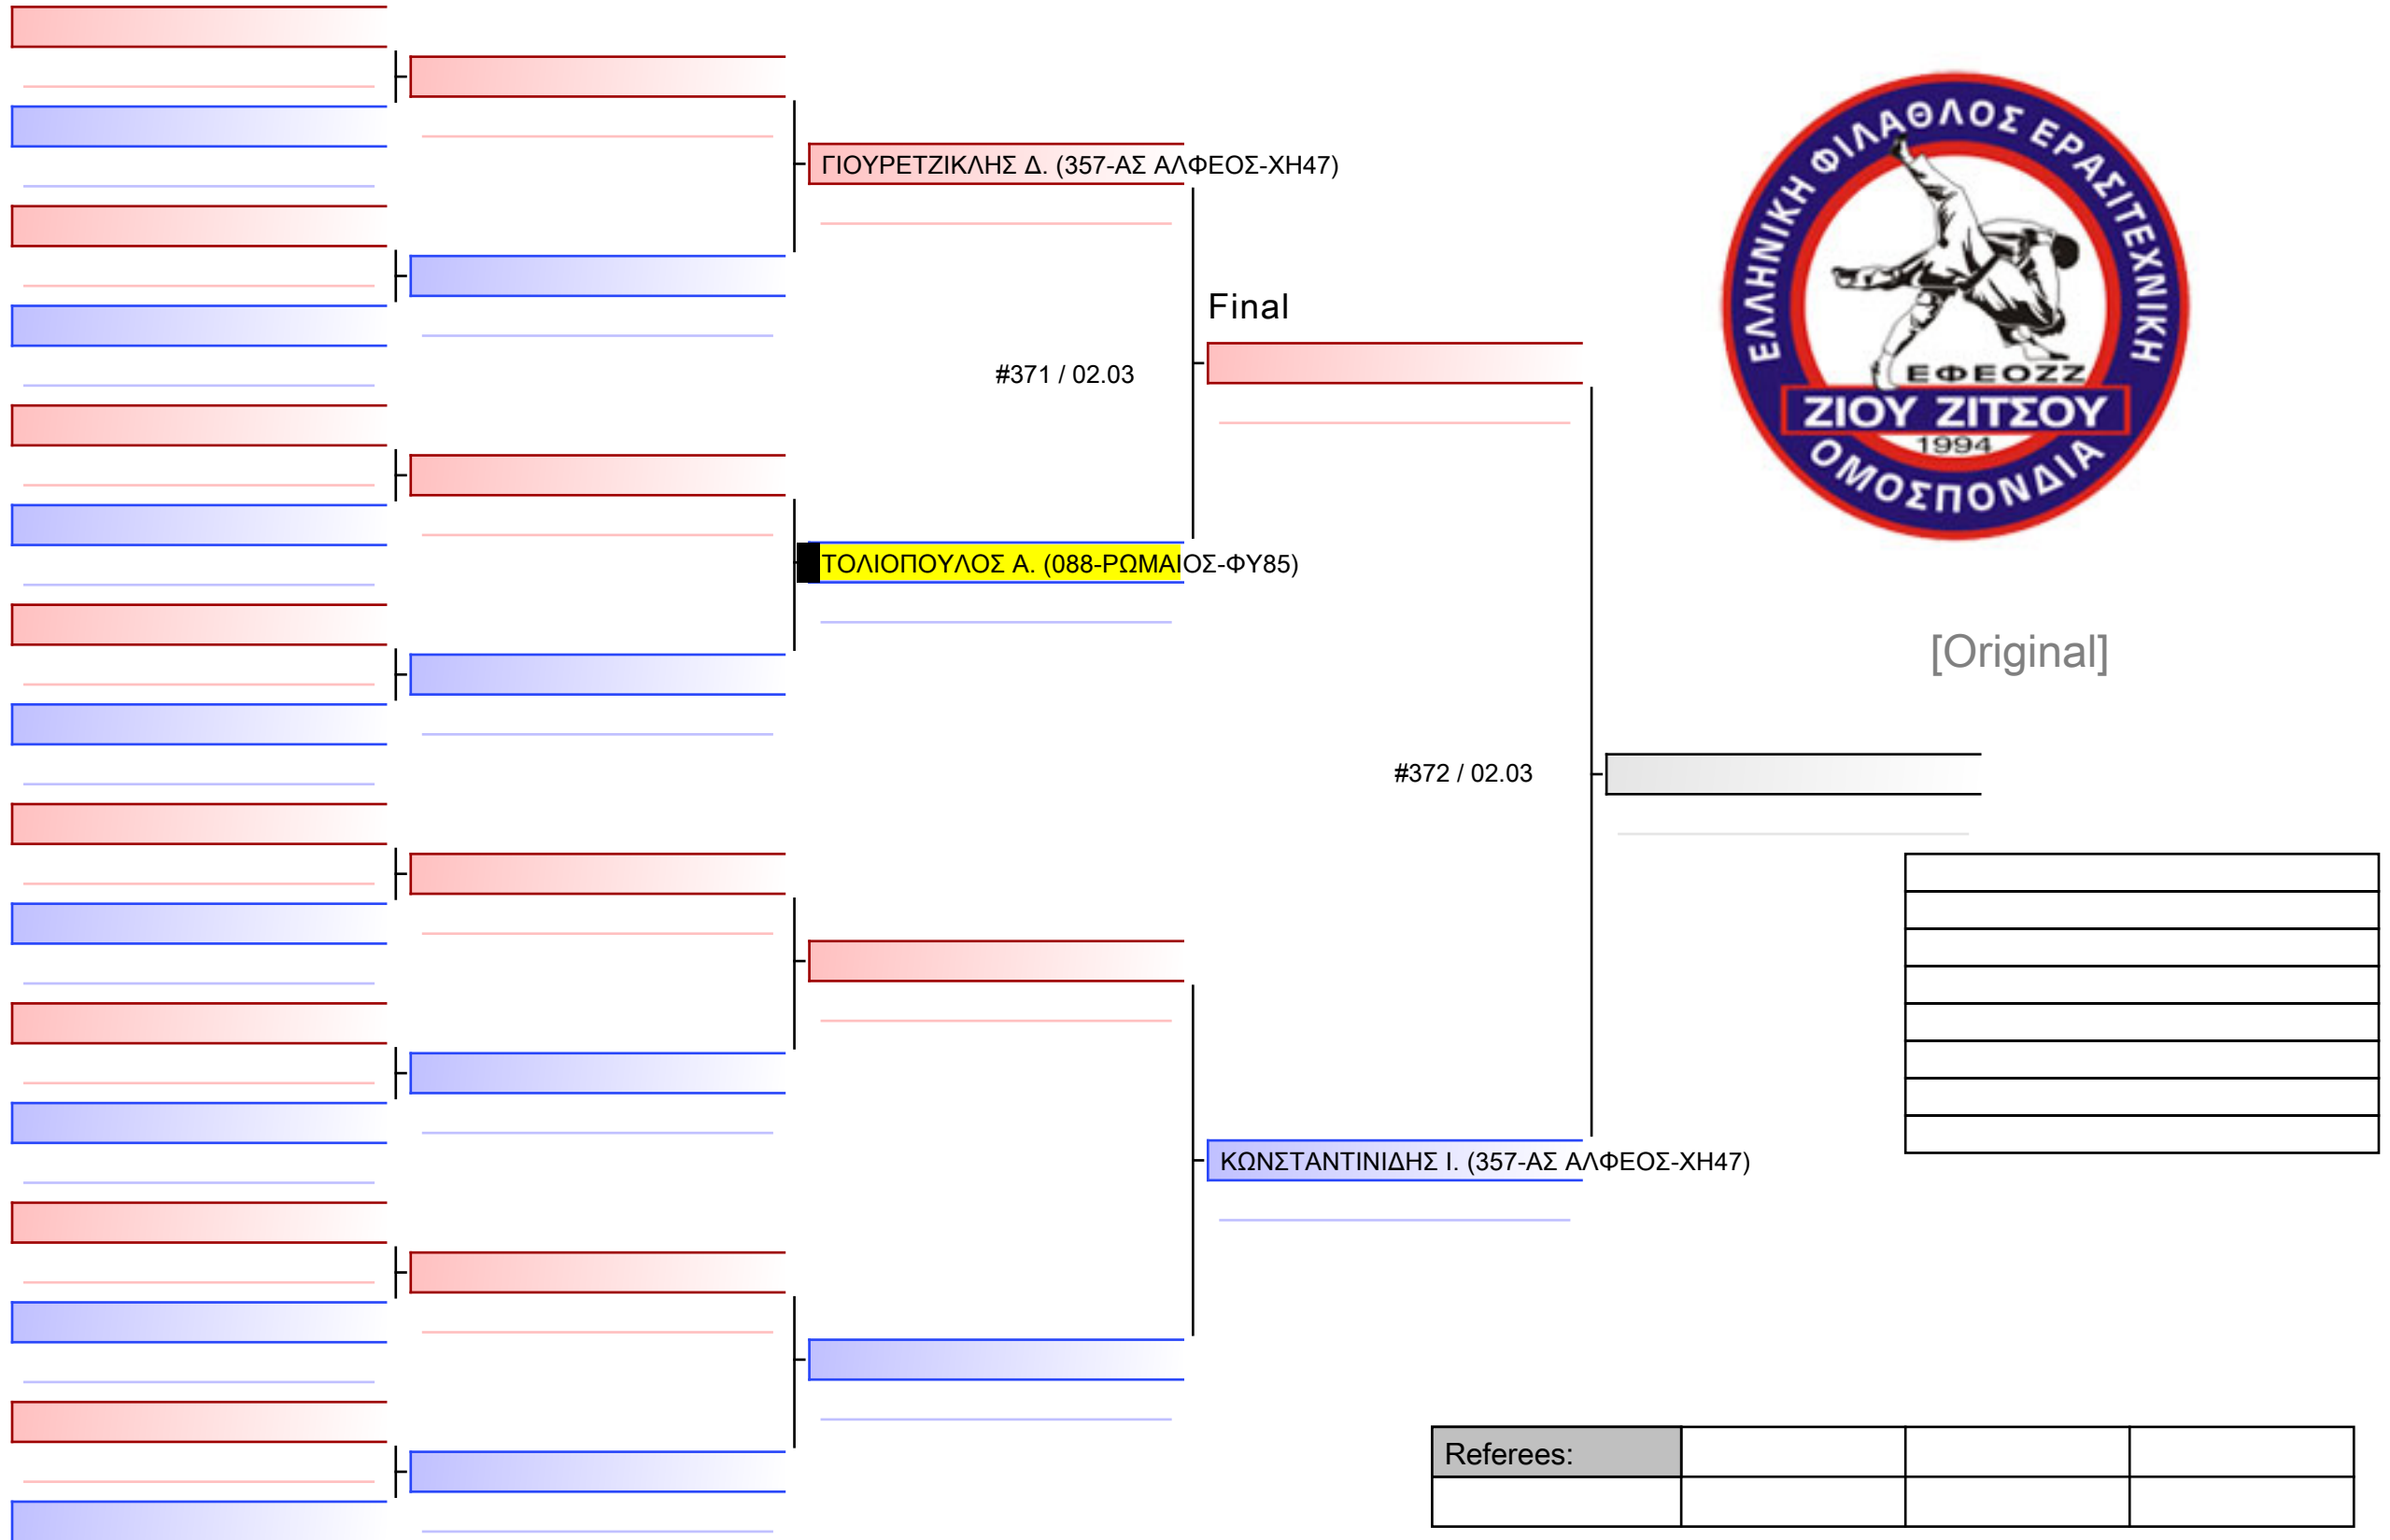 ΓΙΟΥΡΕΤΖΙΚΛΗΣ Δ. (357-ΑΣ ΑΛΦΕΟΣ-ΧΗ47)
Final
#371 / 02.03
ΤΟΛΙΟΠΟΥΛΟΣ Α. (088-ΡΩΜΑΙΟΣ-ΦΥ85)
ΕΛΛΗΝΙΚΗ ΦΙΛΑΘΛΟΣ ΕΡΑΣΙΤΕΧΝΙΚΗ
ΕΦΕΟΖΖ
ΖΙΟΥ ΖΙΤΣΟΥ
1994
ΟΜΟΣΠΟΝΔΙΑ
[Original]
#372 / 02.03
ΚΩΝΣΤΑΝΤΙΝΙΔΗΣ Ι. (357-ΑΣ ΑΛΦΕΟΣ-ΧΗ47)
Referees: